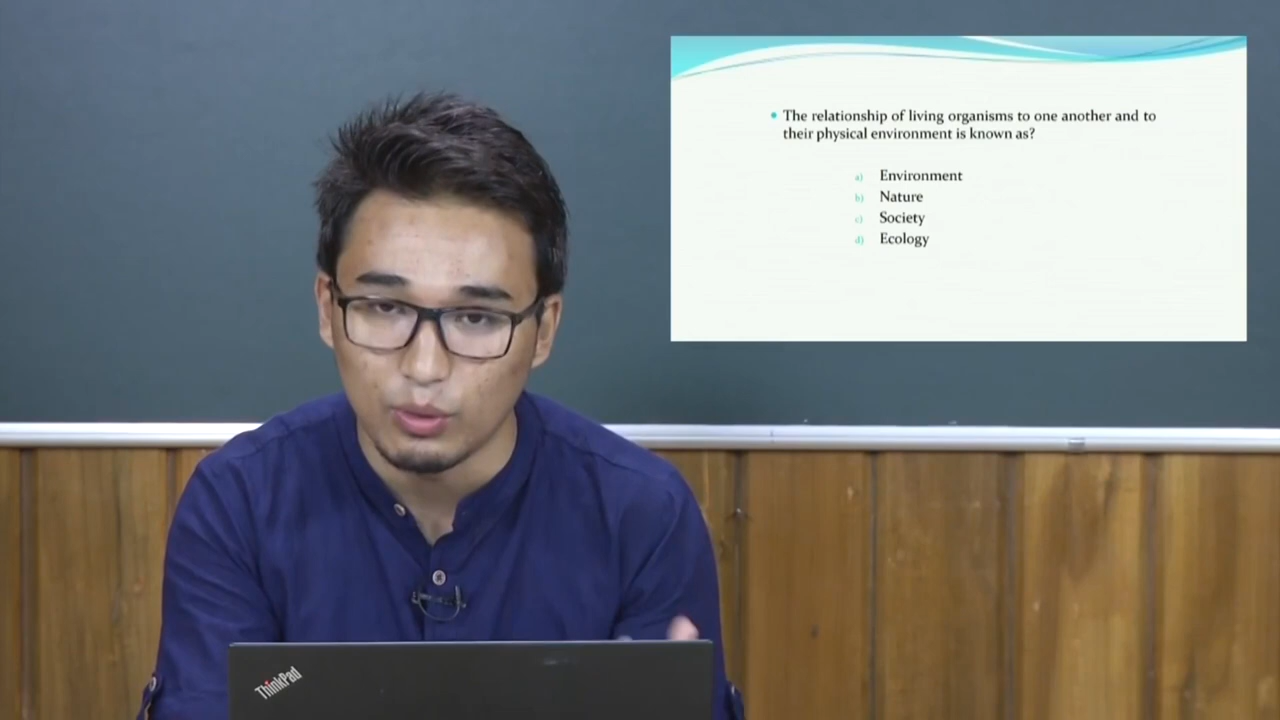 • The relationship of living organisms to one another and to
their physical environment is known as?
a) Environment
b) Nature
c) Society
d) Ecology
ThinkPad